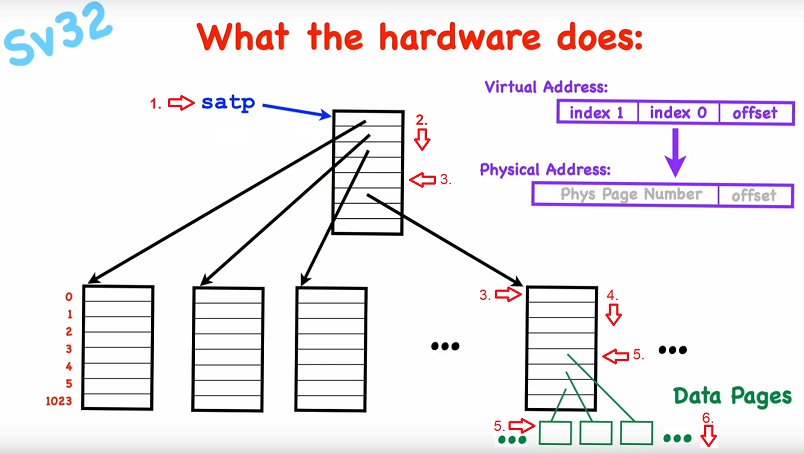 Sv32
What the hardware does:
1. satp
2.
3.
Virtual Address:
index 1 index 0 offset
Physical Address:
Phys Page Number offset
0
1
2
3
4
5
1023
...
3.
4.
5.
...
Data Pages
5.
...
...
6.